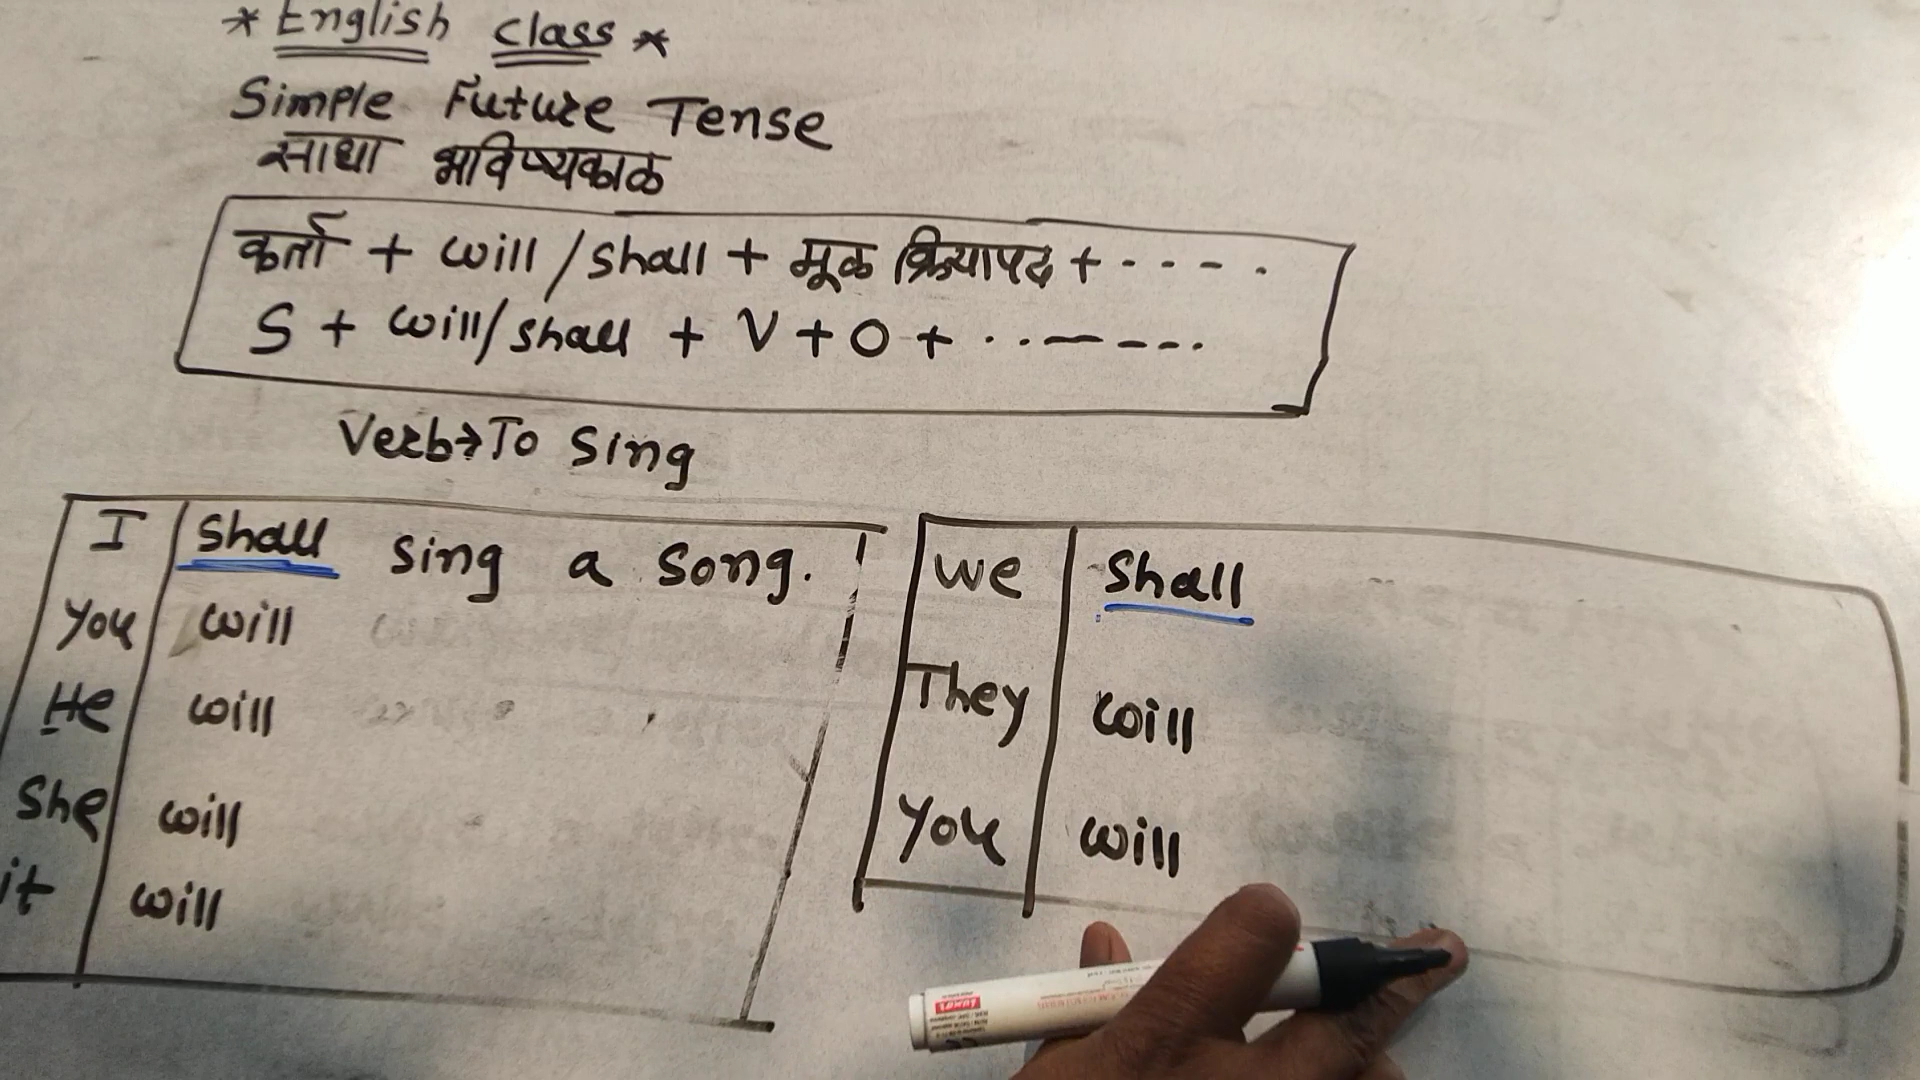 * English Class *
Simple Future Tense
साधा भविष्यकाळ
कर्ता + will / shall + मूळ क्रियापद + - - - - .
S + will/shall + V + O + . . - - - - .
Verb→To Sing
I shall sing a song.
You will
He will
She will
it will
We shall
They will
You will